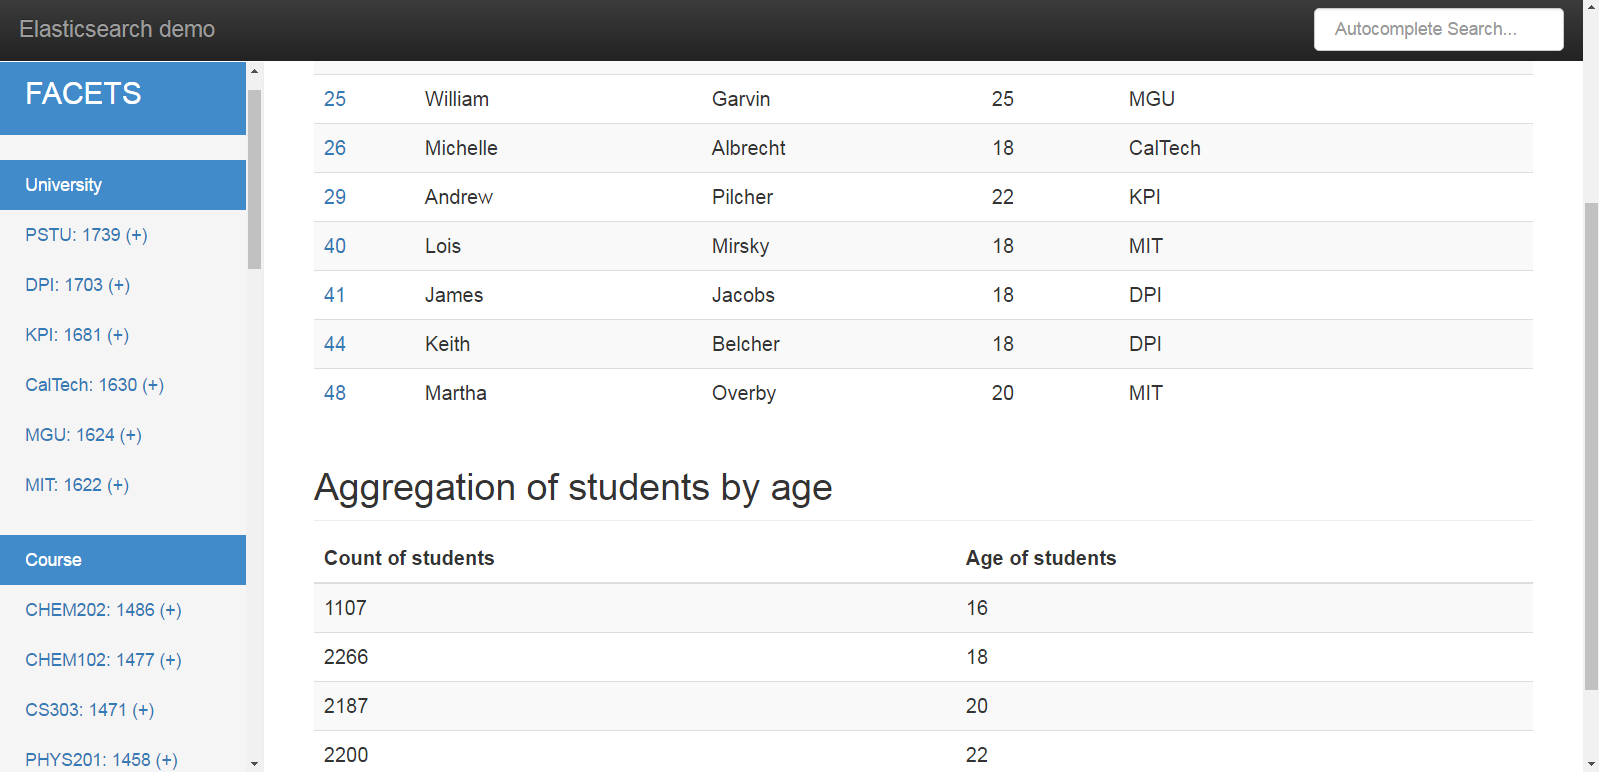 Elasticsearch demo
Autocomplete Search...
FACETS
University
PSTU: 1739 (+)
DPI: 1703 (+)
KPI: 1681 (+)
CalTech: 1630 (+)
MGU: 1624 (+)
MIT: 1622 (+)
Course
CHEM202: 1486 (+)
CHEM102: 1477 (+)
CS303: 1471 (+)
PHYS201: 1458 (+)
25 William Garvin 25 MGU
26 Michelle Albrecht 18 CalTech
29 Andrew Pilcher 22 KPI
40 Lois Mirsky 18 MIT
41 James Jacobs 18 DPI
44 Keith Belcher 18 DPI
48 Martha Overby 20 MIT
Aggregation of students by age
Count of students Age of students
1107 16
2266 18
2187 20
2200 22